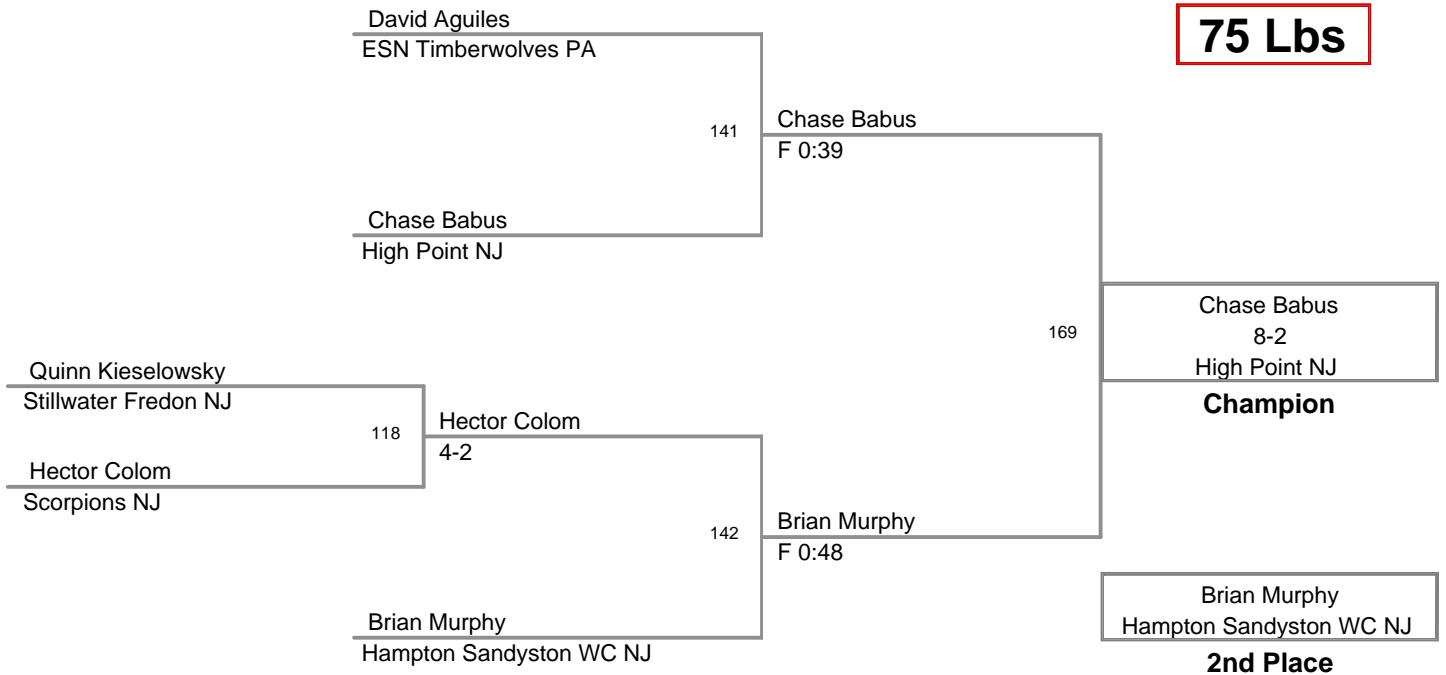 David Aguiles
ESN Timberwolves PA
75 Lbs
141
Chase Babus
F 0:39
Chase Babus
High Point NJ
169
Chase Babus
8-2
High Point NJ
Champion
Quinn Kieselowsky
Stillwater Fredon NJ
118
Hector Colom
4-2
Hector Colom
Scorpions NJ
142
Brian Murphy
F 0:48
Brian Murphy
Hampton Sandyston WC NJ
Brian Murphy
Hampton Sandyston WC NJ
2nd Place